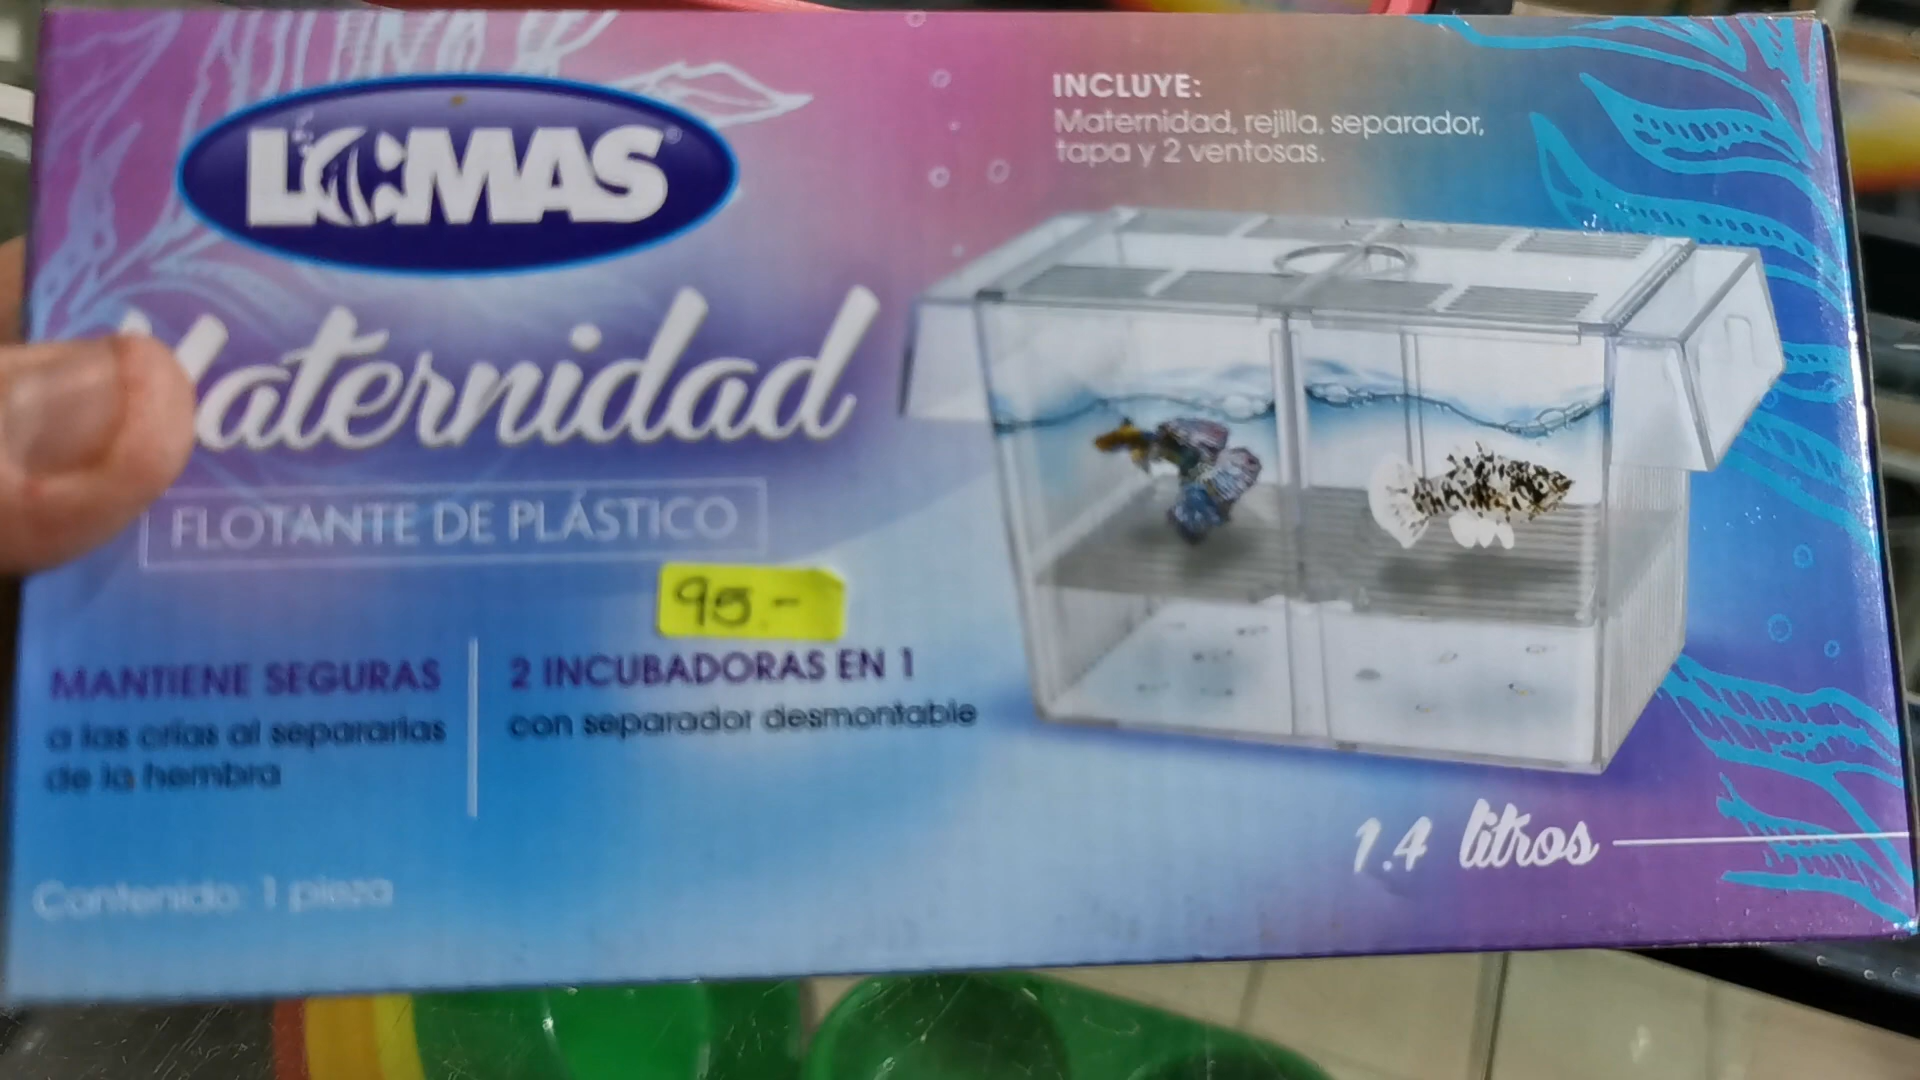 LOMAS®
INCLUYE:
Maternidad, rejilla, separador,
tapa y 2 ventosas.
Maternidad
FLOTANTE DE PLÁSTICO
95.-
MANTIENE SEGURAS
a las crías al separarlas
de la hembra
2 INCUBADORAS EN 1
con separador desmontable
Contenido: 1 pieza
1.4 litros